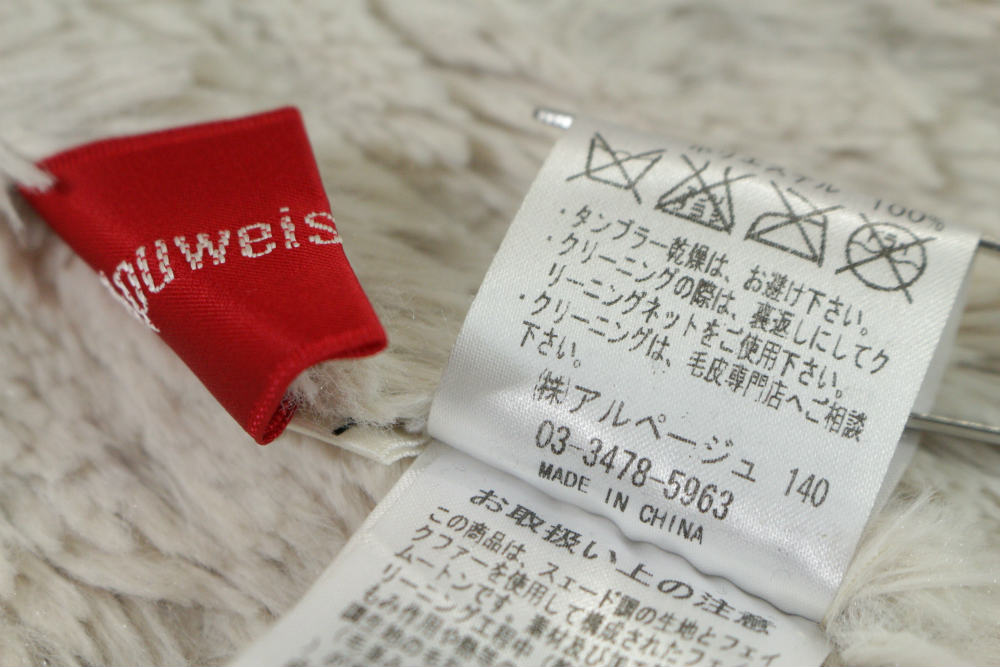 ouweis
ポリエステル 100%
・タンブラー乾燥は、お避け下さい。
・クリーニングの際は、裏返しにしてク
リーニングネットをご使用下さい。
・クリーニングは、毛皮専門店へご相談
下さい。
㈱アルページュ 140
03-3478-5963
MADE IN CHINA
お取扱い上の注意
この商品は、スエード調の生地とフェイ
クファーを使用して構成されたフェイ
ムートンです。素材及び
リーニング工程中
もみ作用や熱